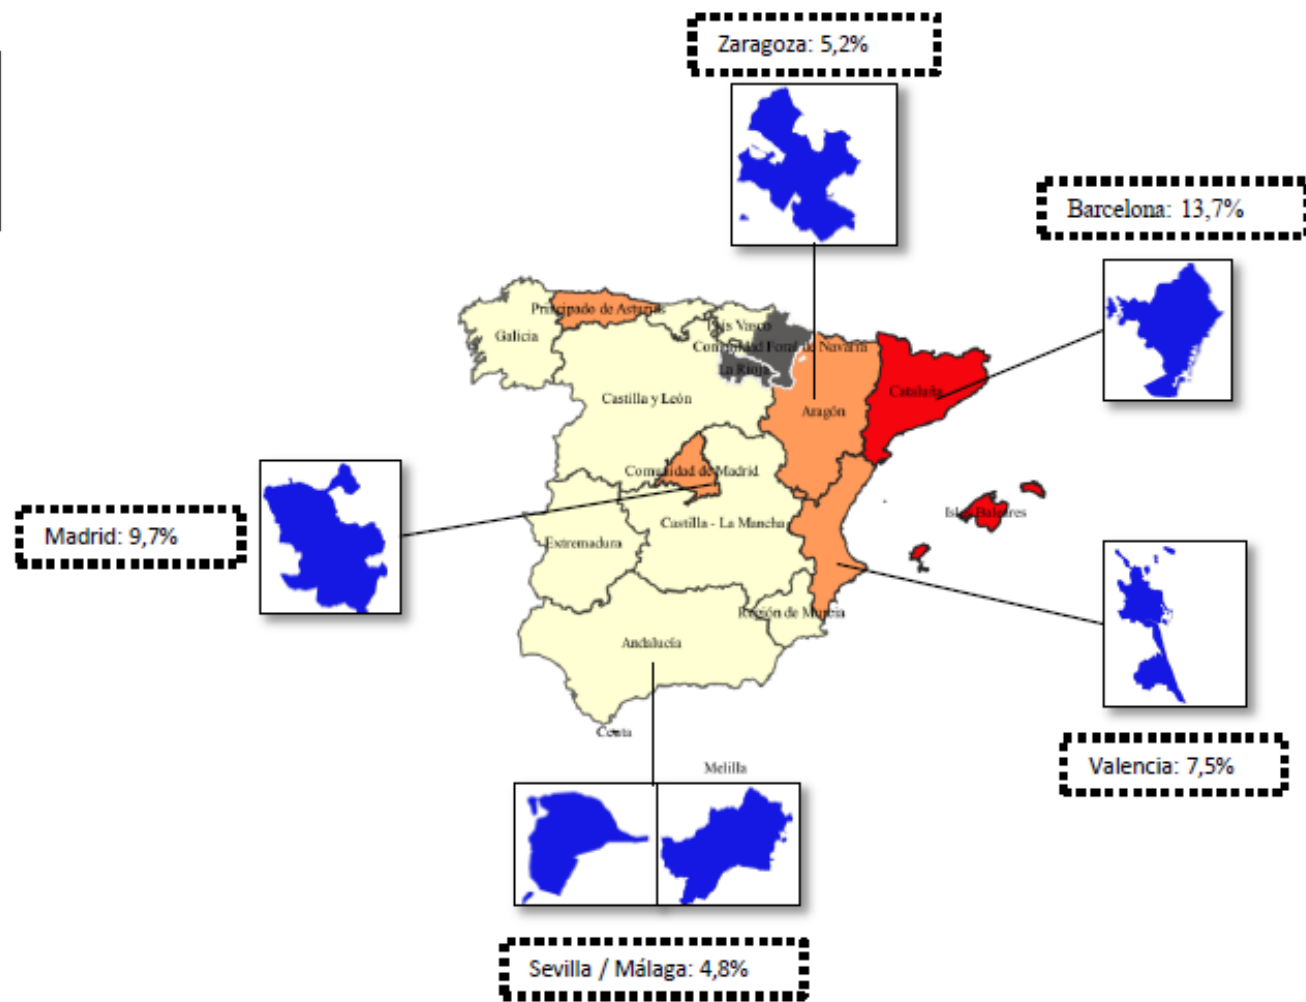 Zaragoza: 5,2%
Barcelona: 13,7%
Principado de Asturias
Galicia
País Vasco
Comunidad Foral de Navarra
La Rioja
Cataluña
Castilla y León
Aragón
Comunidad de Madrid
Islas Baleares
Castilla - La Mancha
Madrid: 9,7%
Extremadura
Región de Murcia
Andalucía
Ceuta
Melilla
Valencia: 7,5%
Sevilla / Málaga: 4,8%